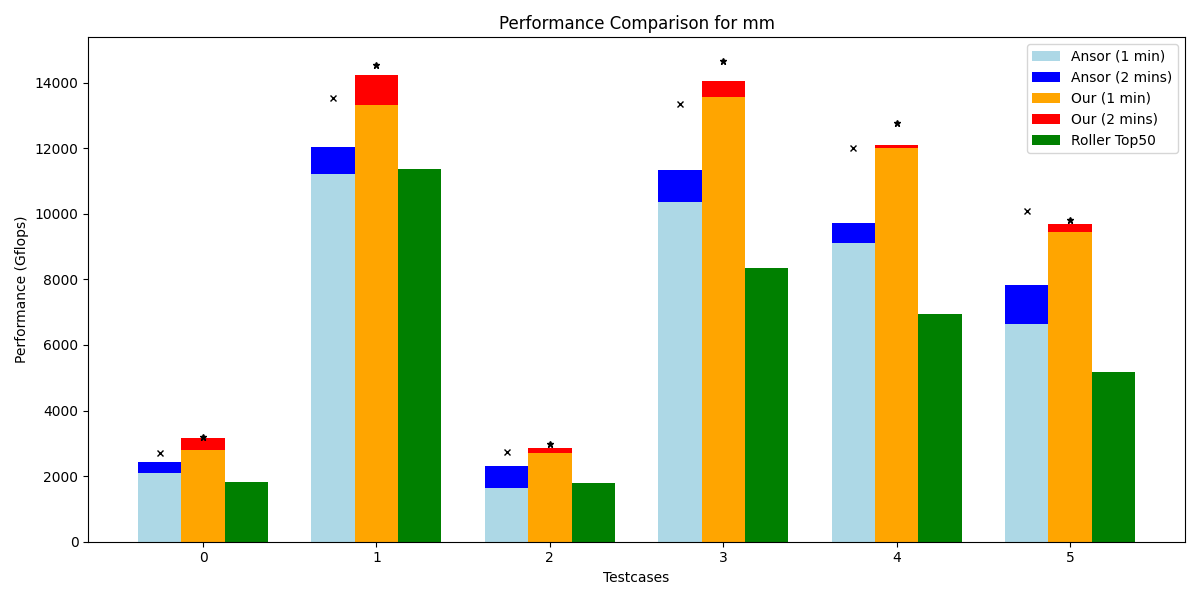 Performance Comparison for mm
Performance (Gflops)
14000
12000
10000
8000
6000
4000
2000
0
0 1 2 3 4 5
Testcases
Ansor (1 min)
Ansor (2 mins)
Our (1 min)
Our (2 mins)
Roller Top50